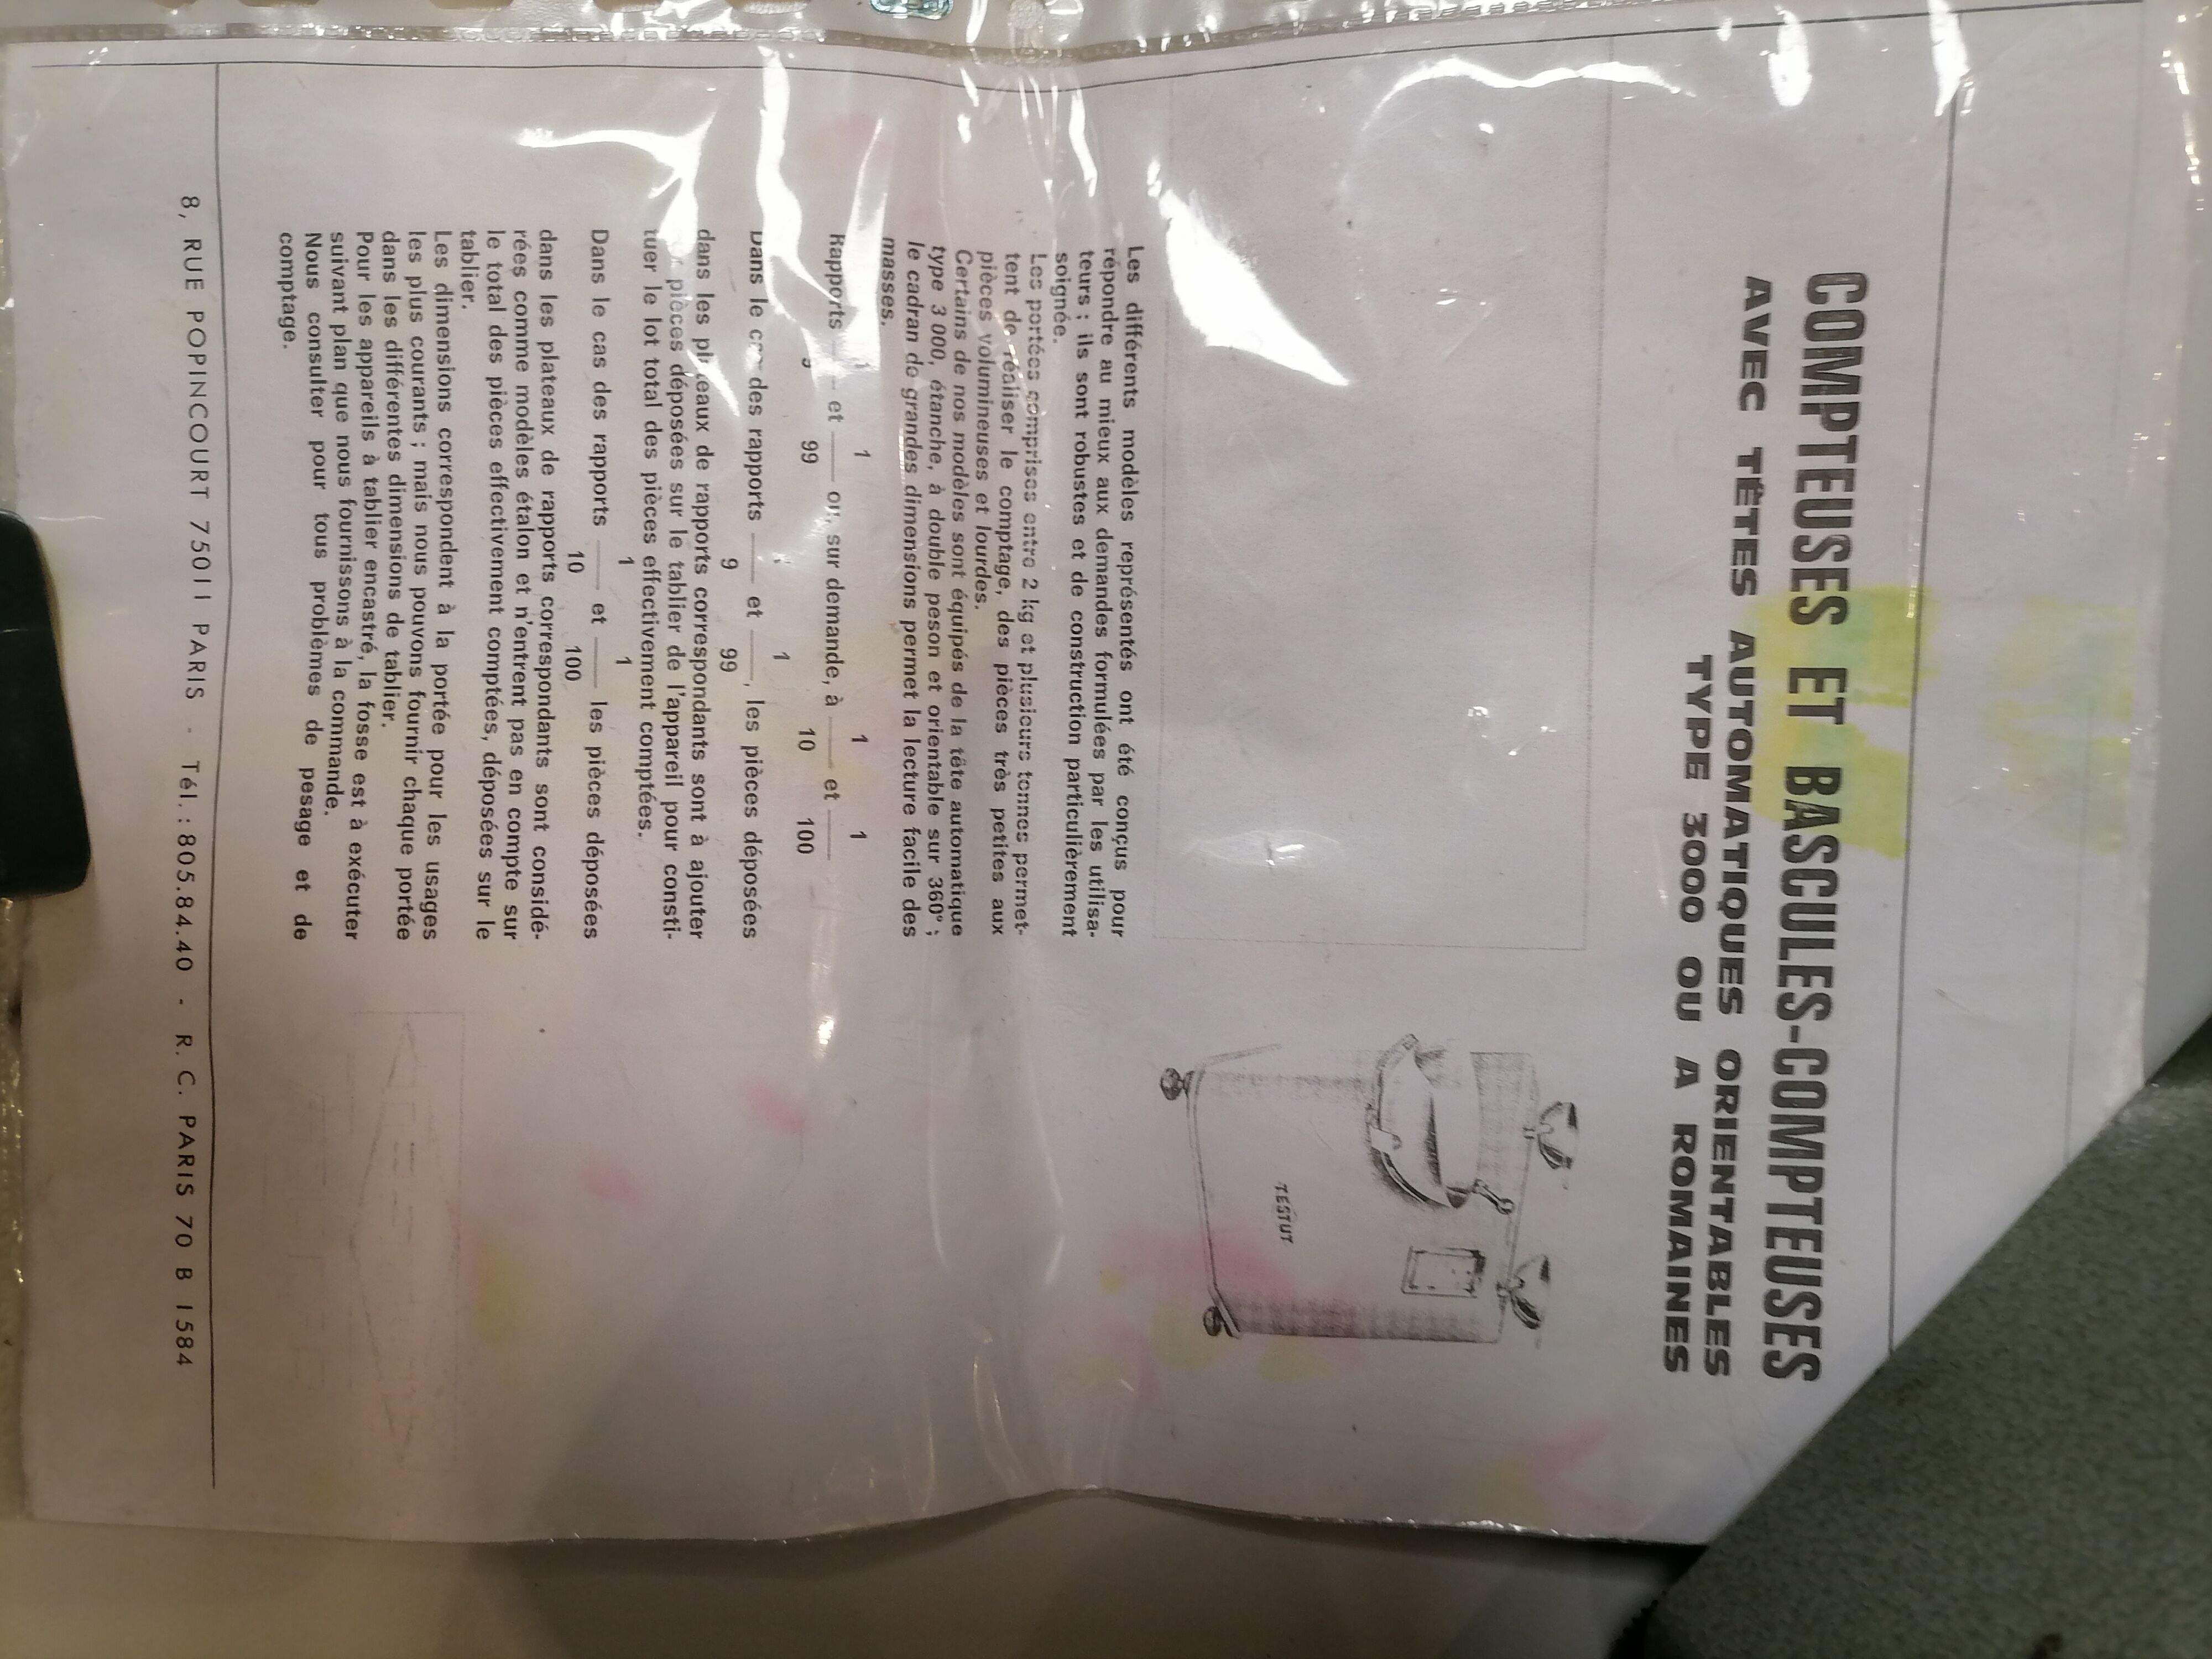 COMPTEUSES ET BASCULES-COMPTEUSES
AVEC TÊTES AUTOMATIQUES ORIENTABLES
TYPE 3000 OU A ROMAINES
TESTUT
Les différents modèles représentés ont été conçus pour
répondre au mieux aux demandes formulées par les utilisa-
teurs ; ils sont robustes et de construction particulièrement
soignée.
Les portées comprises entre 2 kg et plusieurs tonnes permet-
tent de réaliser le comptage, des pièces très petites aux
pièces volumineuses et lourdes.
Certains de nos modèles sont équipés de la tête automatique
type 3 000, étanche, à double peson et orientable sur 360° ;
le cadran de grandes dimensions permet la lecture facile des
masses.
1 1 1
Rapports — et — ou, sur demande, à — et —
99 10 100
1
Dans le des rapports — et —, les pièces déposées
9 99
dans les plateaux de rapports correspondants sont à ajouter
pièces déposées sur le tablier de l'appareil pour consti-
tuer le lot total des pièces effectivement comptées.
1 1
Dans le cas des rapports — et — les pièces déposées
10 100
dans les plateaux de rapports correspondants sont considé-
rées comme modèles étalon et n'entrent pas en compte sur
le total des pièces effectivement comptées, déposées sur le
tablier.
Les dimensions correspondent à la portée pour les usages
les plus courants ; mais nous pouvons fournir chaque portée
dans les différentes dimensions de tablier.
Pour les appareils à tablier encastré, la fosse est à exécuter
suivant plan que nous fournissons à la commande.
Nous consulter pour tous problèmes de pesage et de
comptage.
8, RUE POPINCOURT 75011 PARIS - Tél. : 805.84.40 - R. C. PARIS 70 B 1584